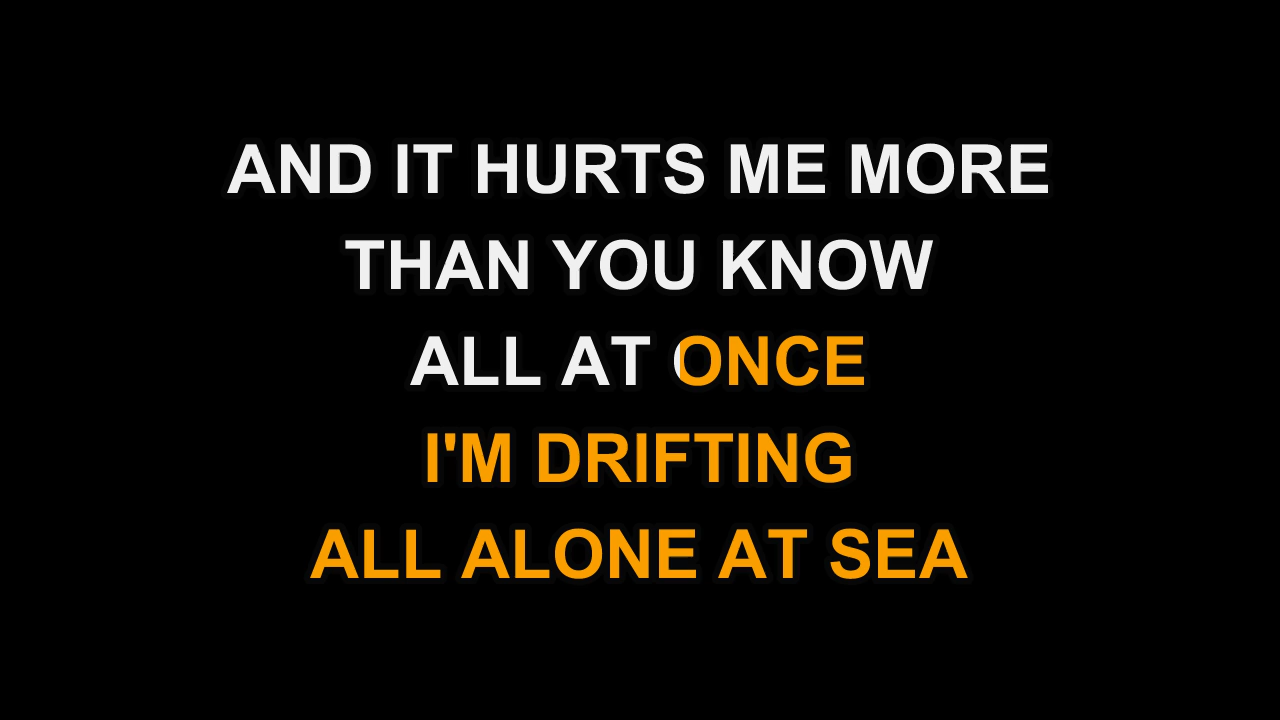 AND IT HURTS ME MORE
THAN YOU KNOW
ALL AT ONCE
I'M DRIFTING
ALL ALONE AT SEA